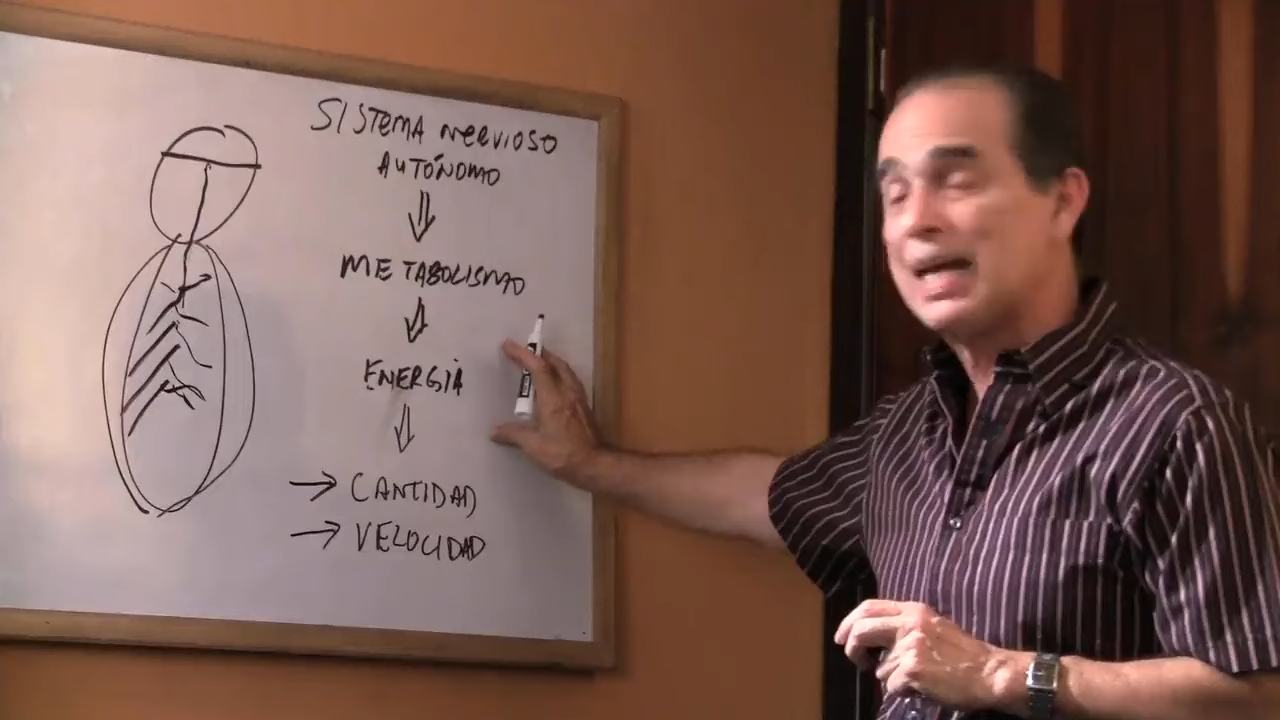 SISTEMA NERVIOSO
AUTÓNOMO
METABOLISMO
ENERGÍA
CANTIDAD
VELOCIDAD